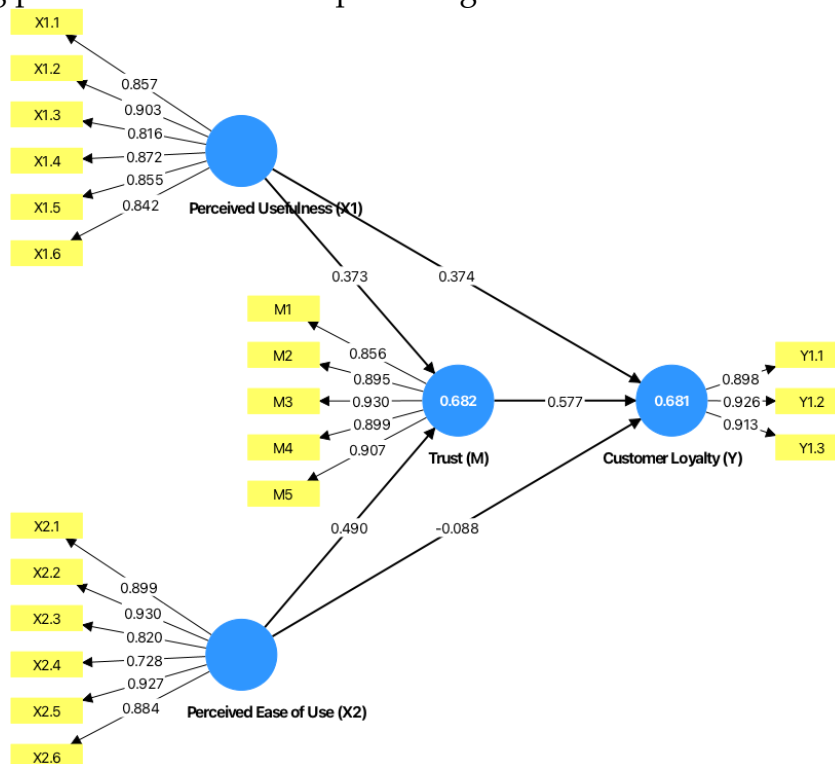 X1.1
X1.2
X1.3
X1.4
X1.5
X1.6
0.857
0.903
0.816
0.872
0.855
0.842
Perceived Usefulness (X1)
0.373
0.374
M1
M2
M3
M4
M5
0.856
0.895
0.930
0.899
0.907
0.682
Trust (M)
0.577
0.681
Customer Loyalty (Y)
0.898
0.926
0.913
Y1.1
Y1.2
Y1.3
0.490
-0.088
X2.1
X2.2
X2.3
X2.4
X2.5
X2.6
0.899
0.930
0.820
0.728
0.927
0.884
Perceived Ease of Use (X2)